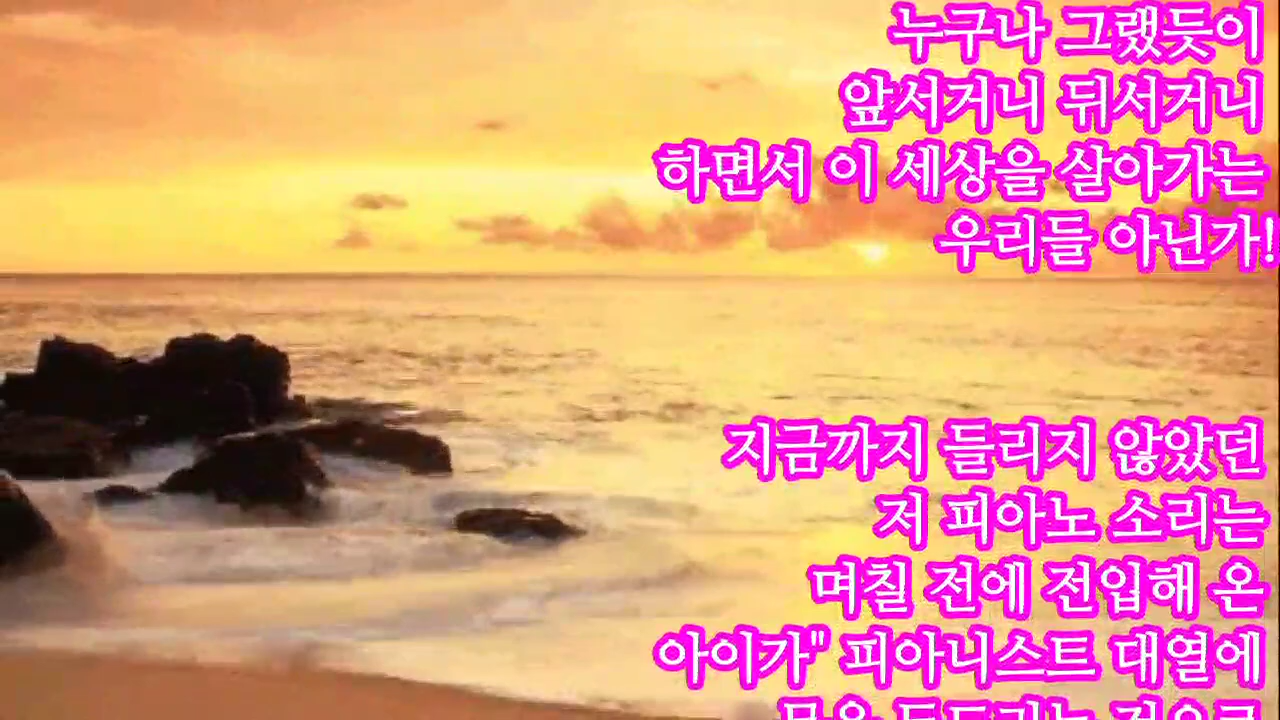 누구나 그랬듯이
앞서거니 뒤서거니
하면서 이 세상을 살아가는
우리들 아닌가!
지금까지 들리지 않았던
저 피아노 소리는
며칠 전에 전입해 온
아이가" 피아니스트 대열에